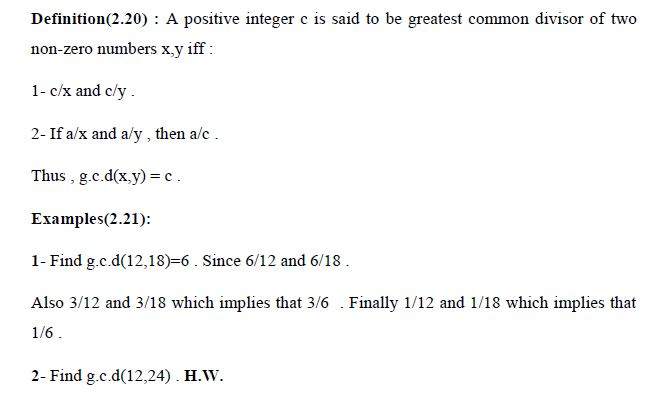 Definition(2.20) : A positive integer c is said to be greatest common divisor of two
non-zero numbers x,y iff :
1- c/x and c/y .
2- If a/x and a/y , then a/c .
Thus , g.c.d(x,y) = c .
Examples(2.21):
1- Find g.c.d(12,18)=6 . Since 6/12 and 6/18 .
Also 3/12 and 3/18 which implies that 3/6 . Finally 1/12 and 1/18 which implies that
1/6 .
2- Find g.c.d(12,24) . H.W.